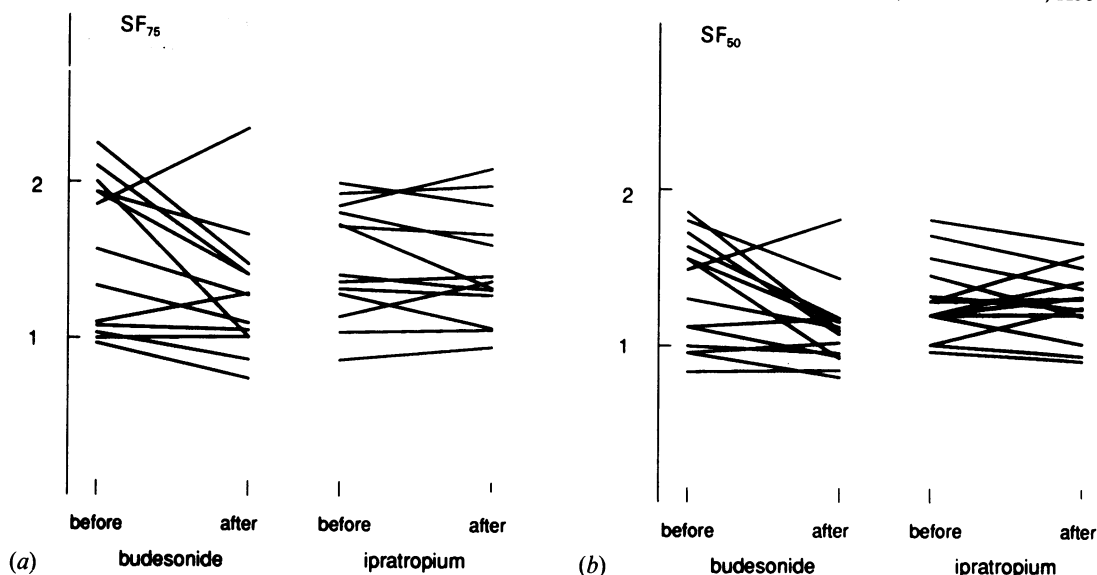 SF75
2
1
before after before after
budesonide ipratropium
(a)
SF50
2
1
before after before after
budesonide ipratropium
(b)